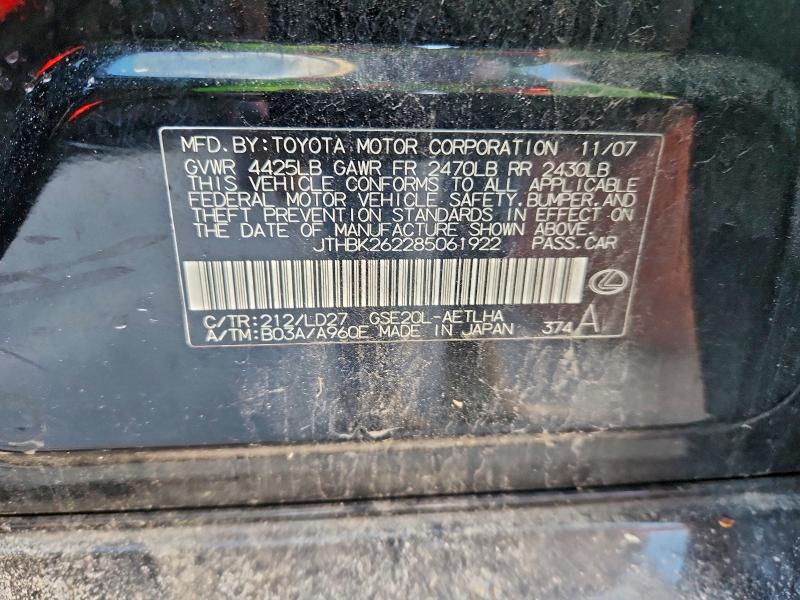 MFD. BY: TOYOTA MOTOR CORPORATION 11/07
GVWR 4425LB GAWR FR 2470LB RR 2430LB
THIS VEHICLE CONFORMS TO ALL APPLICABLE
FEDERAL MOTOR VEHICLE SAFETY, BUMPER, AND
THEFT PREVENTION STANDARDS IN EFFECT ON
THE DATE OF MANUFACTURE SHOWN ABOVE.
JTHBK262285061922 PASS. CAR
C/TR: 212/LD27 GSE20L-AETLHA
A/TM: B03A/A960E MADE IN JAPAN 374 A